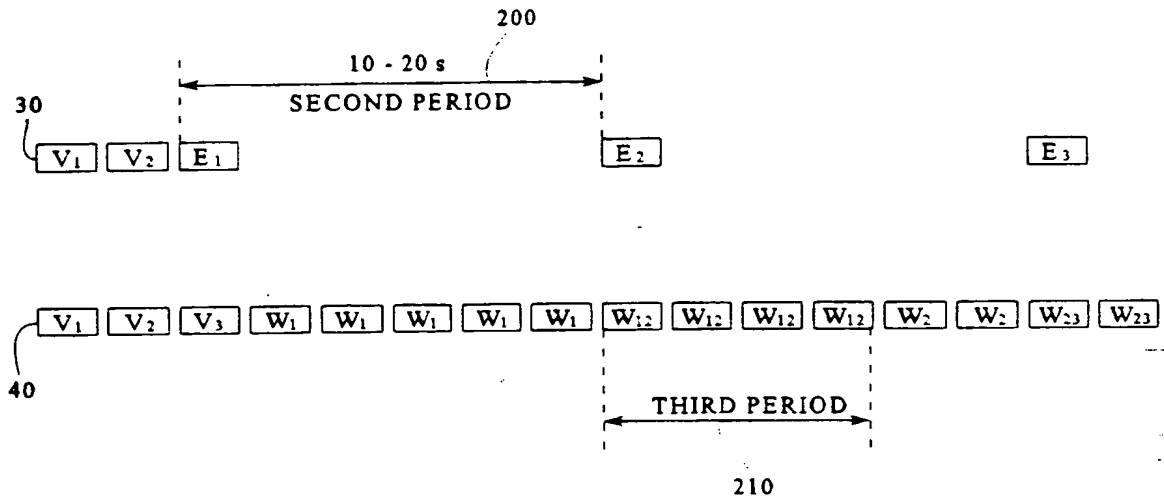 200
10 - 20 s
SECOND PERIOD
30
V₁ V₂ E₁ E₂ E₃
V₁ V₂ V₃ W₁ W₁ W₁ W₁ W₁ W₁₂ W₁₂ W₁₂ W₁₂ W₂ W₂ W₂₃ W₂₃
40
THIRD PERIOD
210